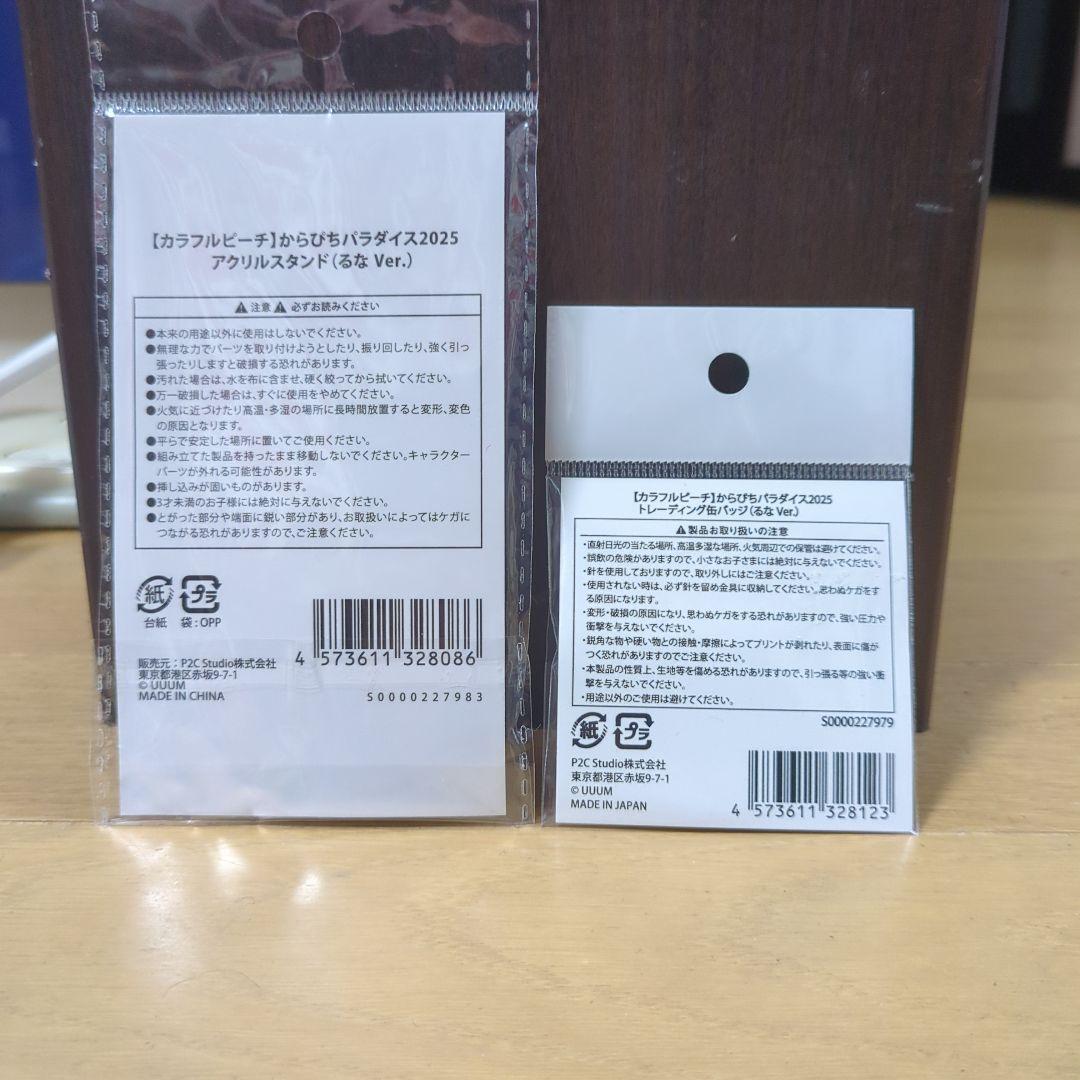 【カラフルピーチ】からぴちパラダイス2025
アクリルスタンド（るな Ver.）
⚠ 注意 ⚠ 必ずお読みください
●本来の用途以外に使用はしないでください。
●無理な力でパーツを取り付けようとしたり、振り回したり、強く引っ
張ったりしますと破損する恐れがあります。
●汚れた場合は、水を布に含ませ、硬く絞ってから拭いてください。
●万一破損した場合は、すぐに使用をやめてください。
●火気に近づけたり高温・多湿の場所に長時間放置すると変形、変色
の原因となります。
●平らで安定した場所に置いてご使用ください。
●組み立てた製品を持ったまま移動しないでください。キャラクター
パーツが外れる可能性があります。
●挿し込みが固いものがあります。
●3才未満のお子様には絶対に与えないでください。
●とがった部分や端面に鋭い部分があり、お取扱いによってはケガに
つながる恐れがありますので、ご注意ください。
紙 プラ
台紙 袋：OPP
4 573611 328086
販売元：P2C Studio株式会社
東京都港区赤坂9-7-1
© UUUM
MADE IN CHINA
S0000227983
【カラフルピーチ】からぴちパラダイス2025
トレーディング缶バッジ（るな Ver.）
⚠製品お取り扱いの注意
・直射日光の当たる場所、高温多湿な場所、火気周辺での保管は避けてください。
・誤飲の危険がありますので、小さなお子さまには絶対に与えないでください。
・針を使用しておりますので、取り外しにはご注意ください。
・使用されない時は、必ず針を留め金具に収納してください。思わぬケガをす
る原因になります。
・変形・破損の原因になり、思わぬケガをする恐れがありますので、強い圧力や
衝撃を与えないでください。
・鋭角な物や硬い物との接触・摩擦によってプリントが剥れたり、表面に傷が
つく恐れがありますのでご注意ください。
・本製品の性質上、生地等を傷める恐れがありますので、引っ張る等の強い衝
撃を与えないでください。
・用途以外のご使用は避けてください。
S0000227979
紙 プラ
P2C Studio株式会社
東京都港区赤坂9-7-1
© UUUM
MADE IN JAPAN
4 573611 328123